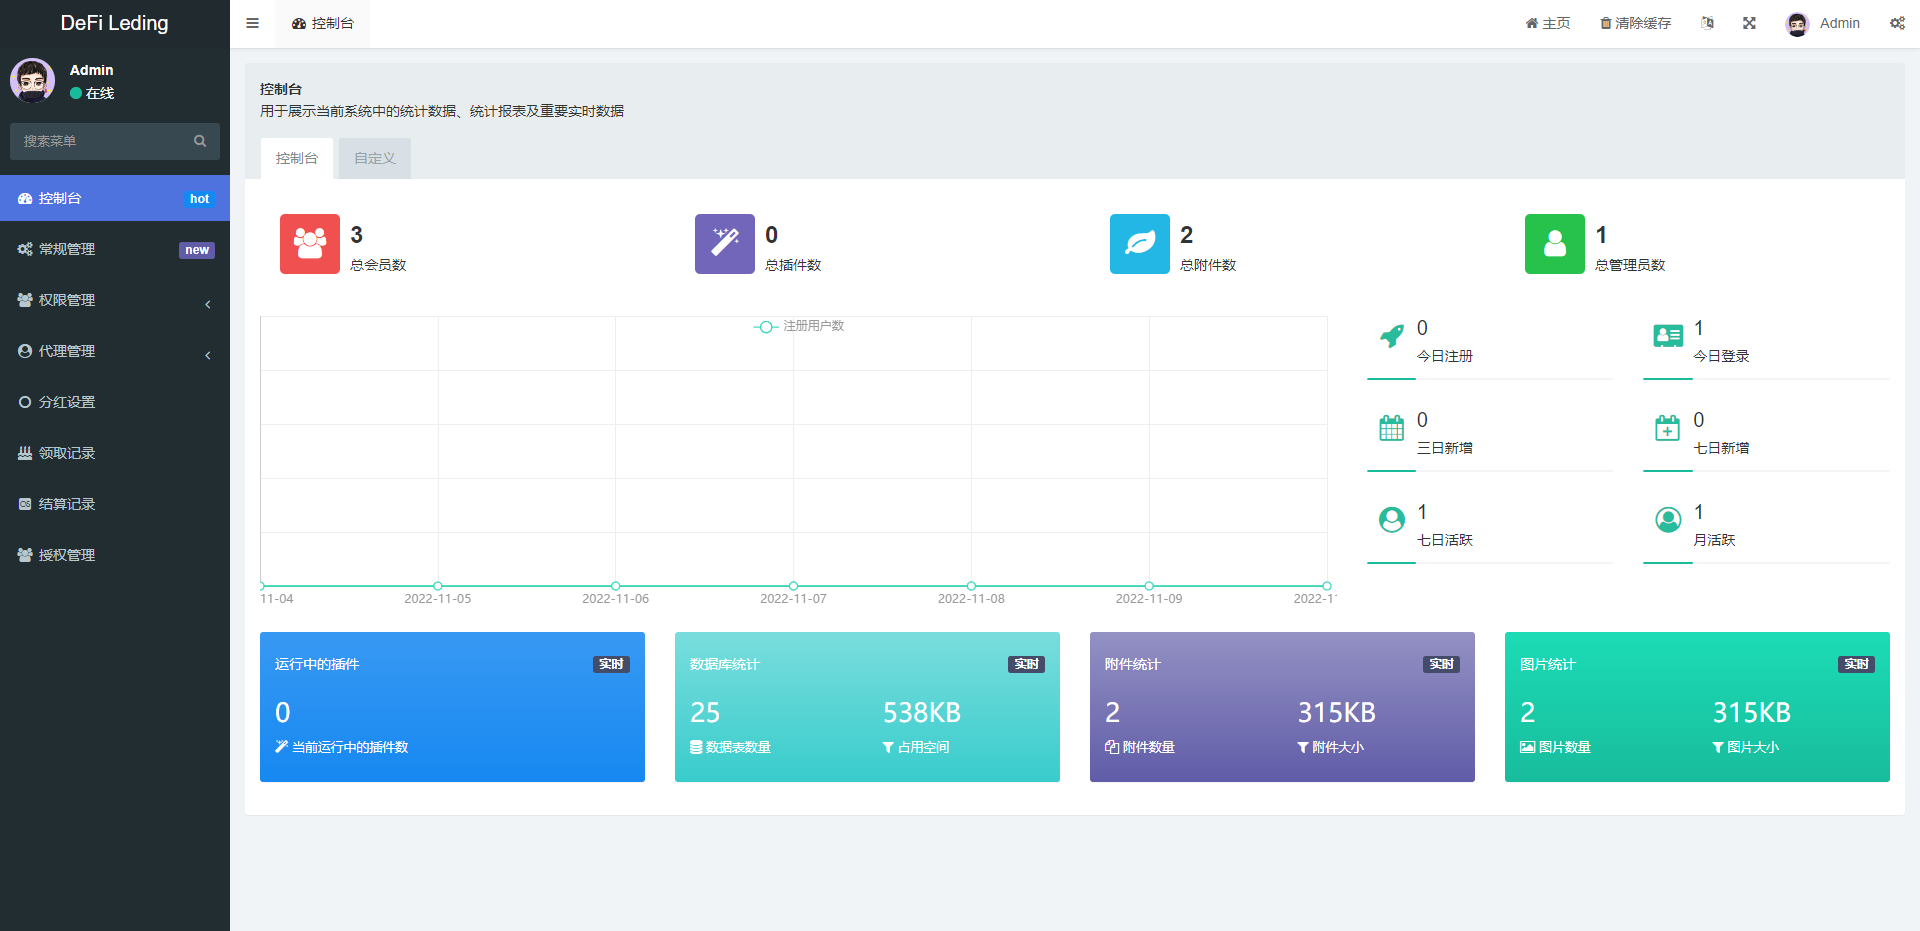 DeFi Leding
控制台
主页
清除缓存
Admin
Admin
在线
搜索菜单
控制台 hot
常规管理 new
权限管理
代理管理
分红设置
领取记录
结算记录
授权管理
控制台
用于展示当前系统中的统计数据、统计报表及重要实时数据
控制台
自定义
3
总会员数
0
总插件数
2
总附件数
1
总管理员数
注册用户数
11-04
2022-11-05
2022-11-06
2022-11-07
2022-11-08
2022-11-09
2022-1
0
今日注册
1
今日登录
0
三日新增
0
七日新增
1
七日活跃
1
月活跃
运行中的插件 实时
0
当前运行中的插件数
数据库统计 实时
25 538KB
数据表数量 占用空间
附件统计 实时
2 315KB
附件数量 附件大小
图片统计 实时
2 315KB
图片数量 图片大小